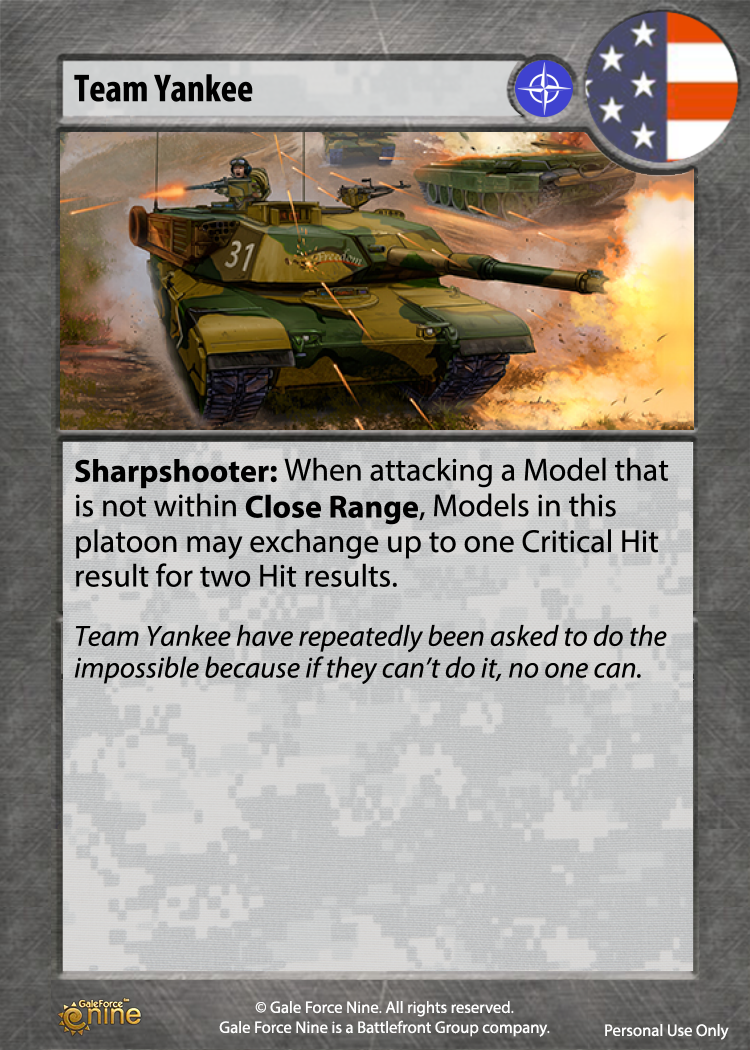 Team Yankee
31
Freedom
Sharpshooter: When attacking a Model that
is not within Close Range, Models in this
platoon may exchange up to one Critical Hit
result for two Hit results.
Team Yankee have repeatedly been asked to do the
impossible because if they can’t do it, no one can.
GaleForce™
nine
© Gale Force Nine. All rights reserved.
Gale Force Nine is a Battlefront Group company.
Personal Use Only